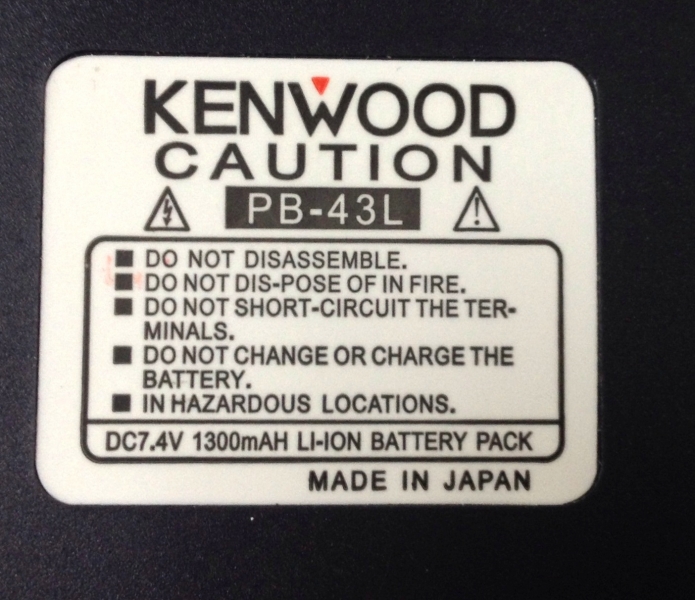 KENWOOD
CAUTION
PB-43L
■ DO NOT DISASSEMBLE.
■ DO NOT DIS-POSE OF IN FIRE.
■ DO NOT SHORT-CIRCUIT THE TER-
MINALS.
■ DO NOT CHANGE OR CHARGE THE
BATTERY.
■ IN HAZARDOUS LOCATIONS.
DC7.4V 1300mAH LI-ION BATTERY PACK
MADE IN JAPAN